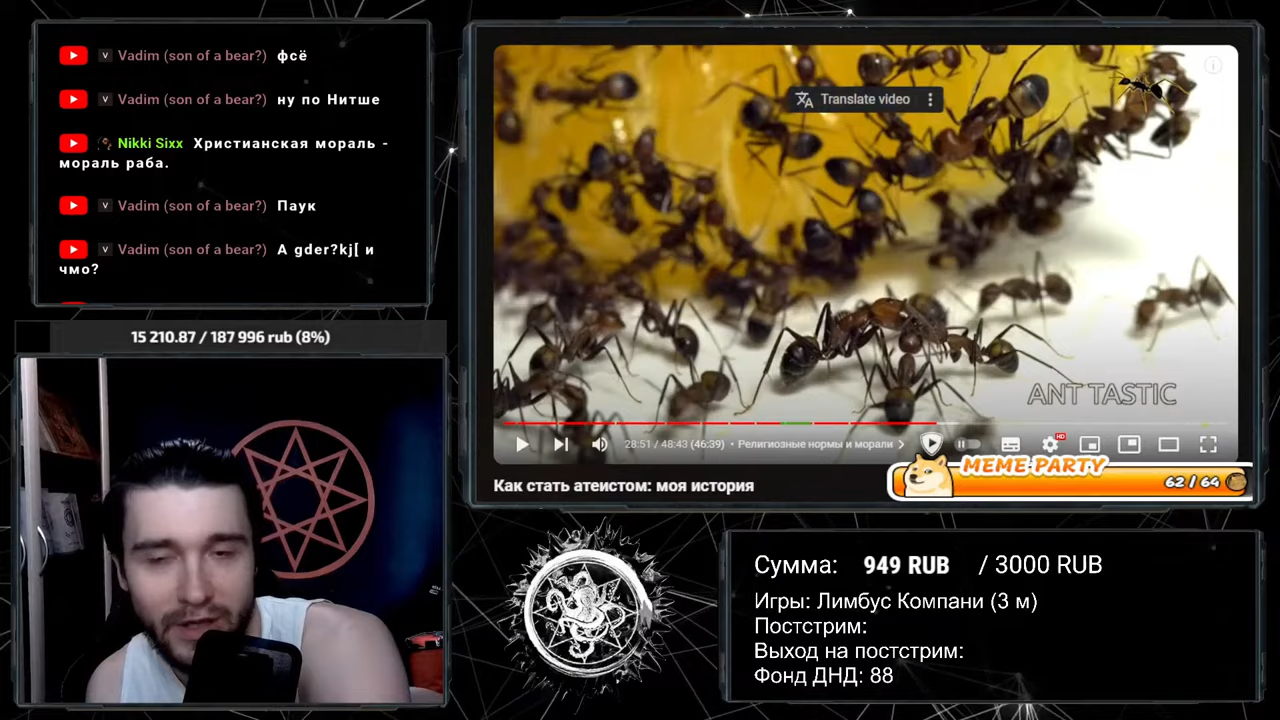 V Vadim (son of a bear?) фсё
V Vadim (son of a bear?) ну по Нитше
Nikki Sixx Христианская мораль -
мораль раба.
V Vadim (son of a bear?) Паук
V Vadim (son of a bear?) А gder?kj[ и
чмо?
15 210.87 / 187 996 rub (8%)
Translate video
ANT TASTIC
28:51 / 48:43 (46:39) • Религиозные нормы и морали
HD
Как стать атеистом: моя история
MEME PARTY
62 / 64
Сумма: 949 RUB / 3000 RUB
Игры: Лимбус Компани (3 м)
Постстрим:
Выход на постстрим:
Фонд ДНД: 88